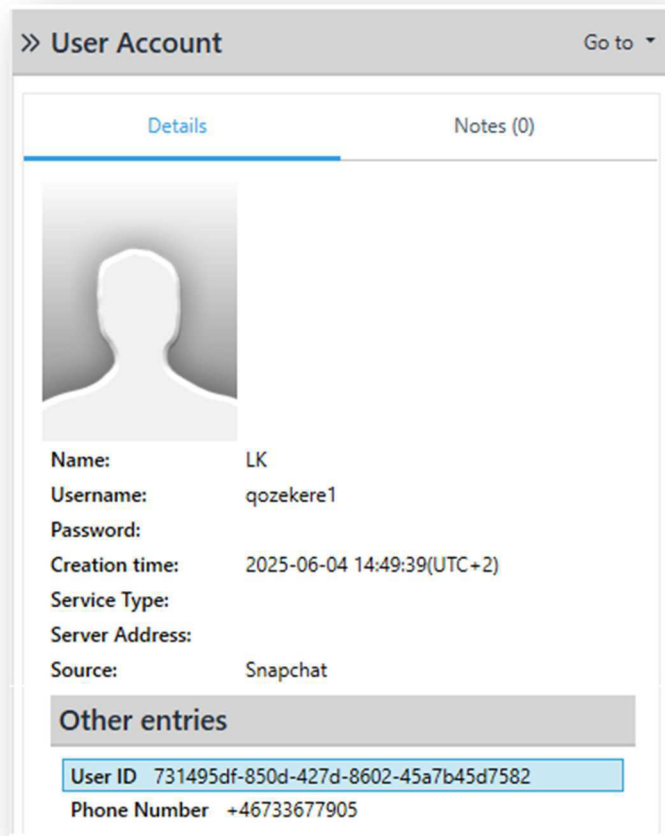 » User Account Go to
Details Notes (0)
Name: LK
Username: qozekere1
Password:
Creation time: 2025-06-04 14:49:39(UTC+2)
Service Type:
Server Address:
Source: Snapchat
Other entries
User ID 731495df-850d-427d-8602-45a7b45d7582
Phone Number +46733677905